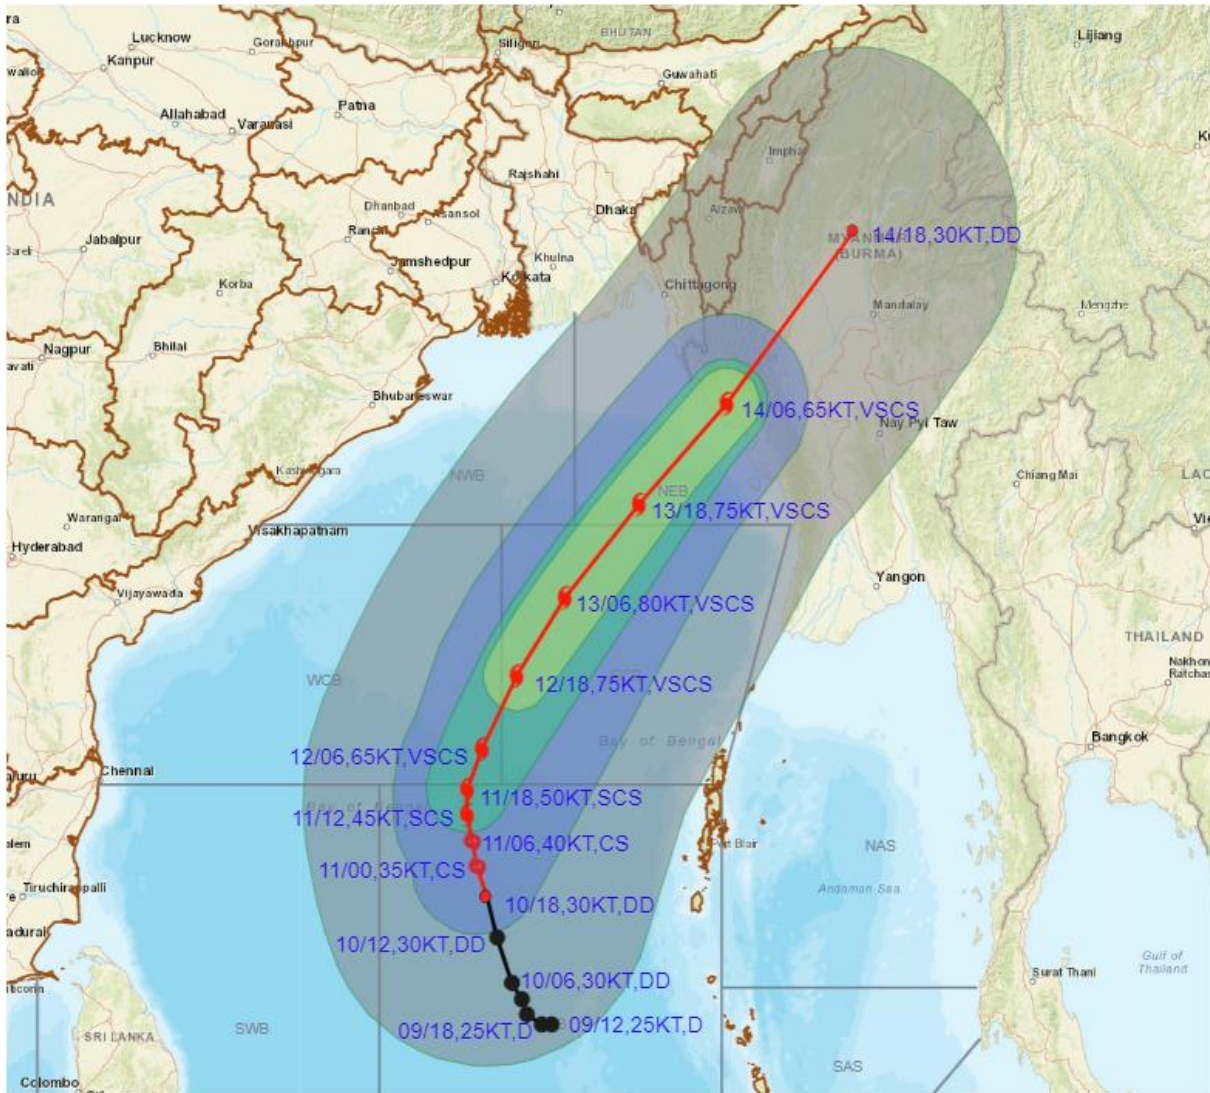 Lucknow
Kanpur
Gorakhpur
Siliguri
BHUTAN
Lijiang
Guwahati
Allahabad
Varanasi
Patna
Imphal
NDIA
Rajshahi
Dhaka
Aizawl
Dhanbad
Asansol
Jabalpur
Ranchi
14/18,30KT,DD
MYANMAR
(BURMA)
Jamshedpur
Khulna
Kolkata
Chittagong
Korba
Mandalay
Mengzhe
Nagpur
Bhilai
Bhubaneswar
14/06,65KT,VSCS
Nay Pyi Taw
NWB
NEB
Chiang Mai
13/18,75KT,VSCS
Warangal
Visakhapatnam
Hyderabad
Vijayawada
Yangon
13/06,80KT,VSCS
THAILAND
Nakhon
Ratchas
WCB
12/18,75KT,VSCS
Bay of Bengal
Bangkok
12/06,65KT,VSCS
Chennai
11/18,50KT,SCS
11/12,45KT,SCS
11/06,40KT,CS
Port Blair
NAS
11/00,35KT,CS
Tiruchirappalli
Andaman Sea
10/18,30KT,DD
adurai
10/12,30KT,DD
Gulf of
Thailand
10/06,30KT,DD
Surat Thani
SRI LANKA
SWB
09/18,25KT,D
09/12,25KT,D
SAS
Colombo